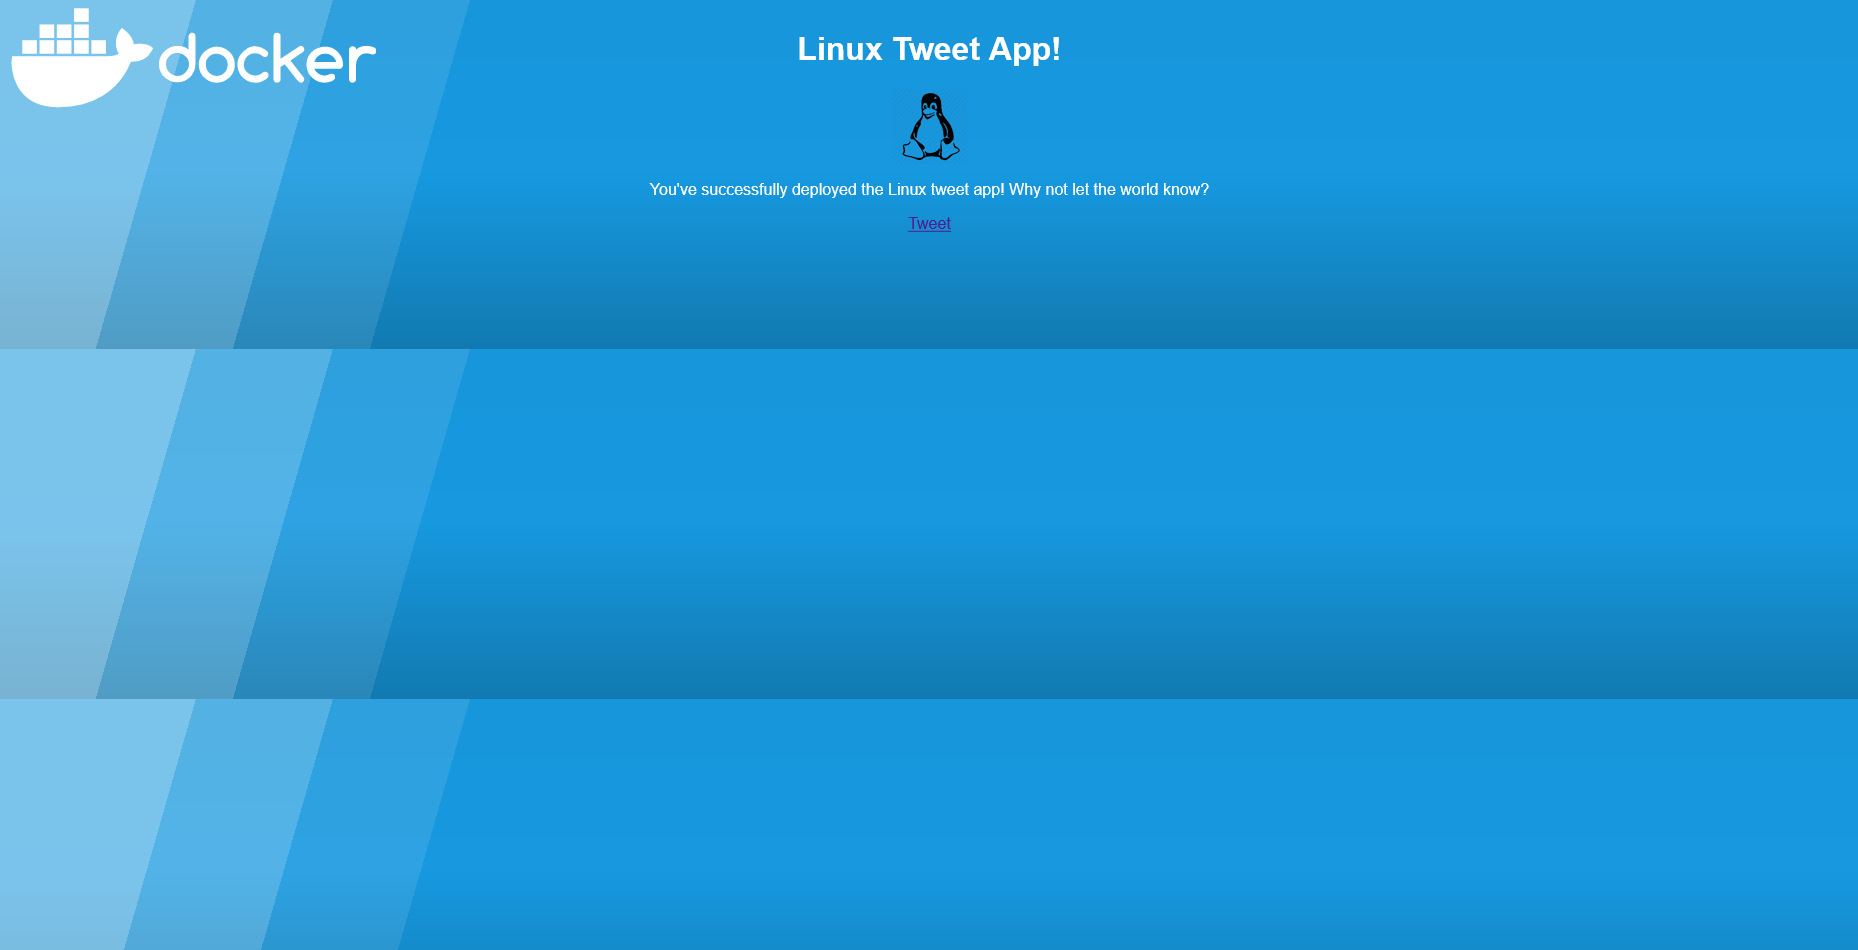 docker
Linux Tweet App!
You've successfully deployed the Linux tweet app! Why not let the world know?
Tweet